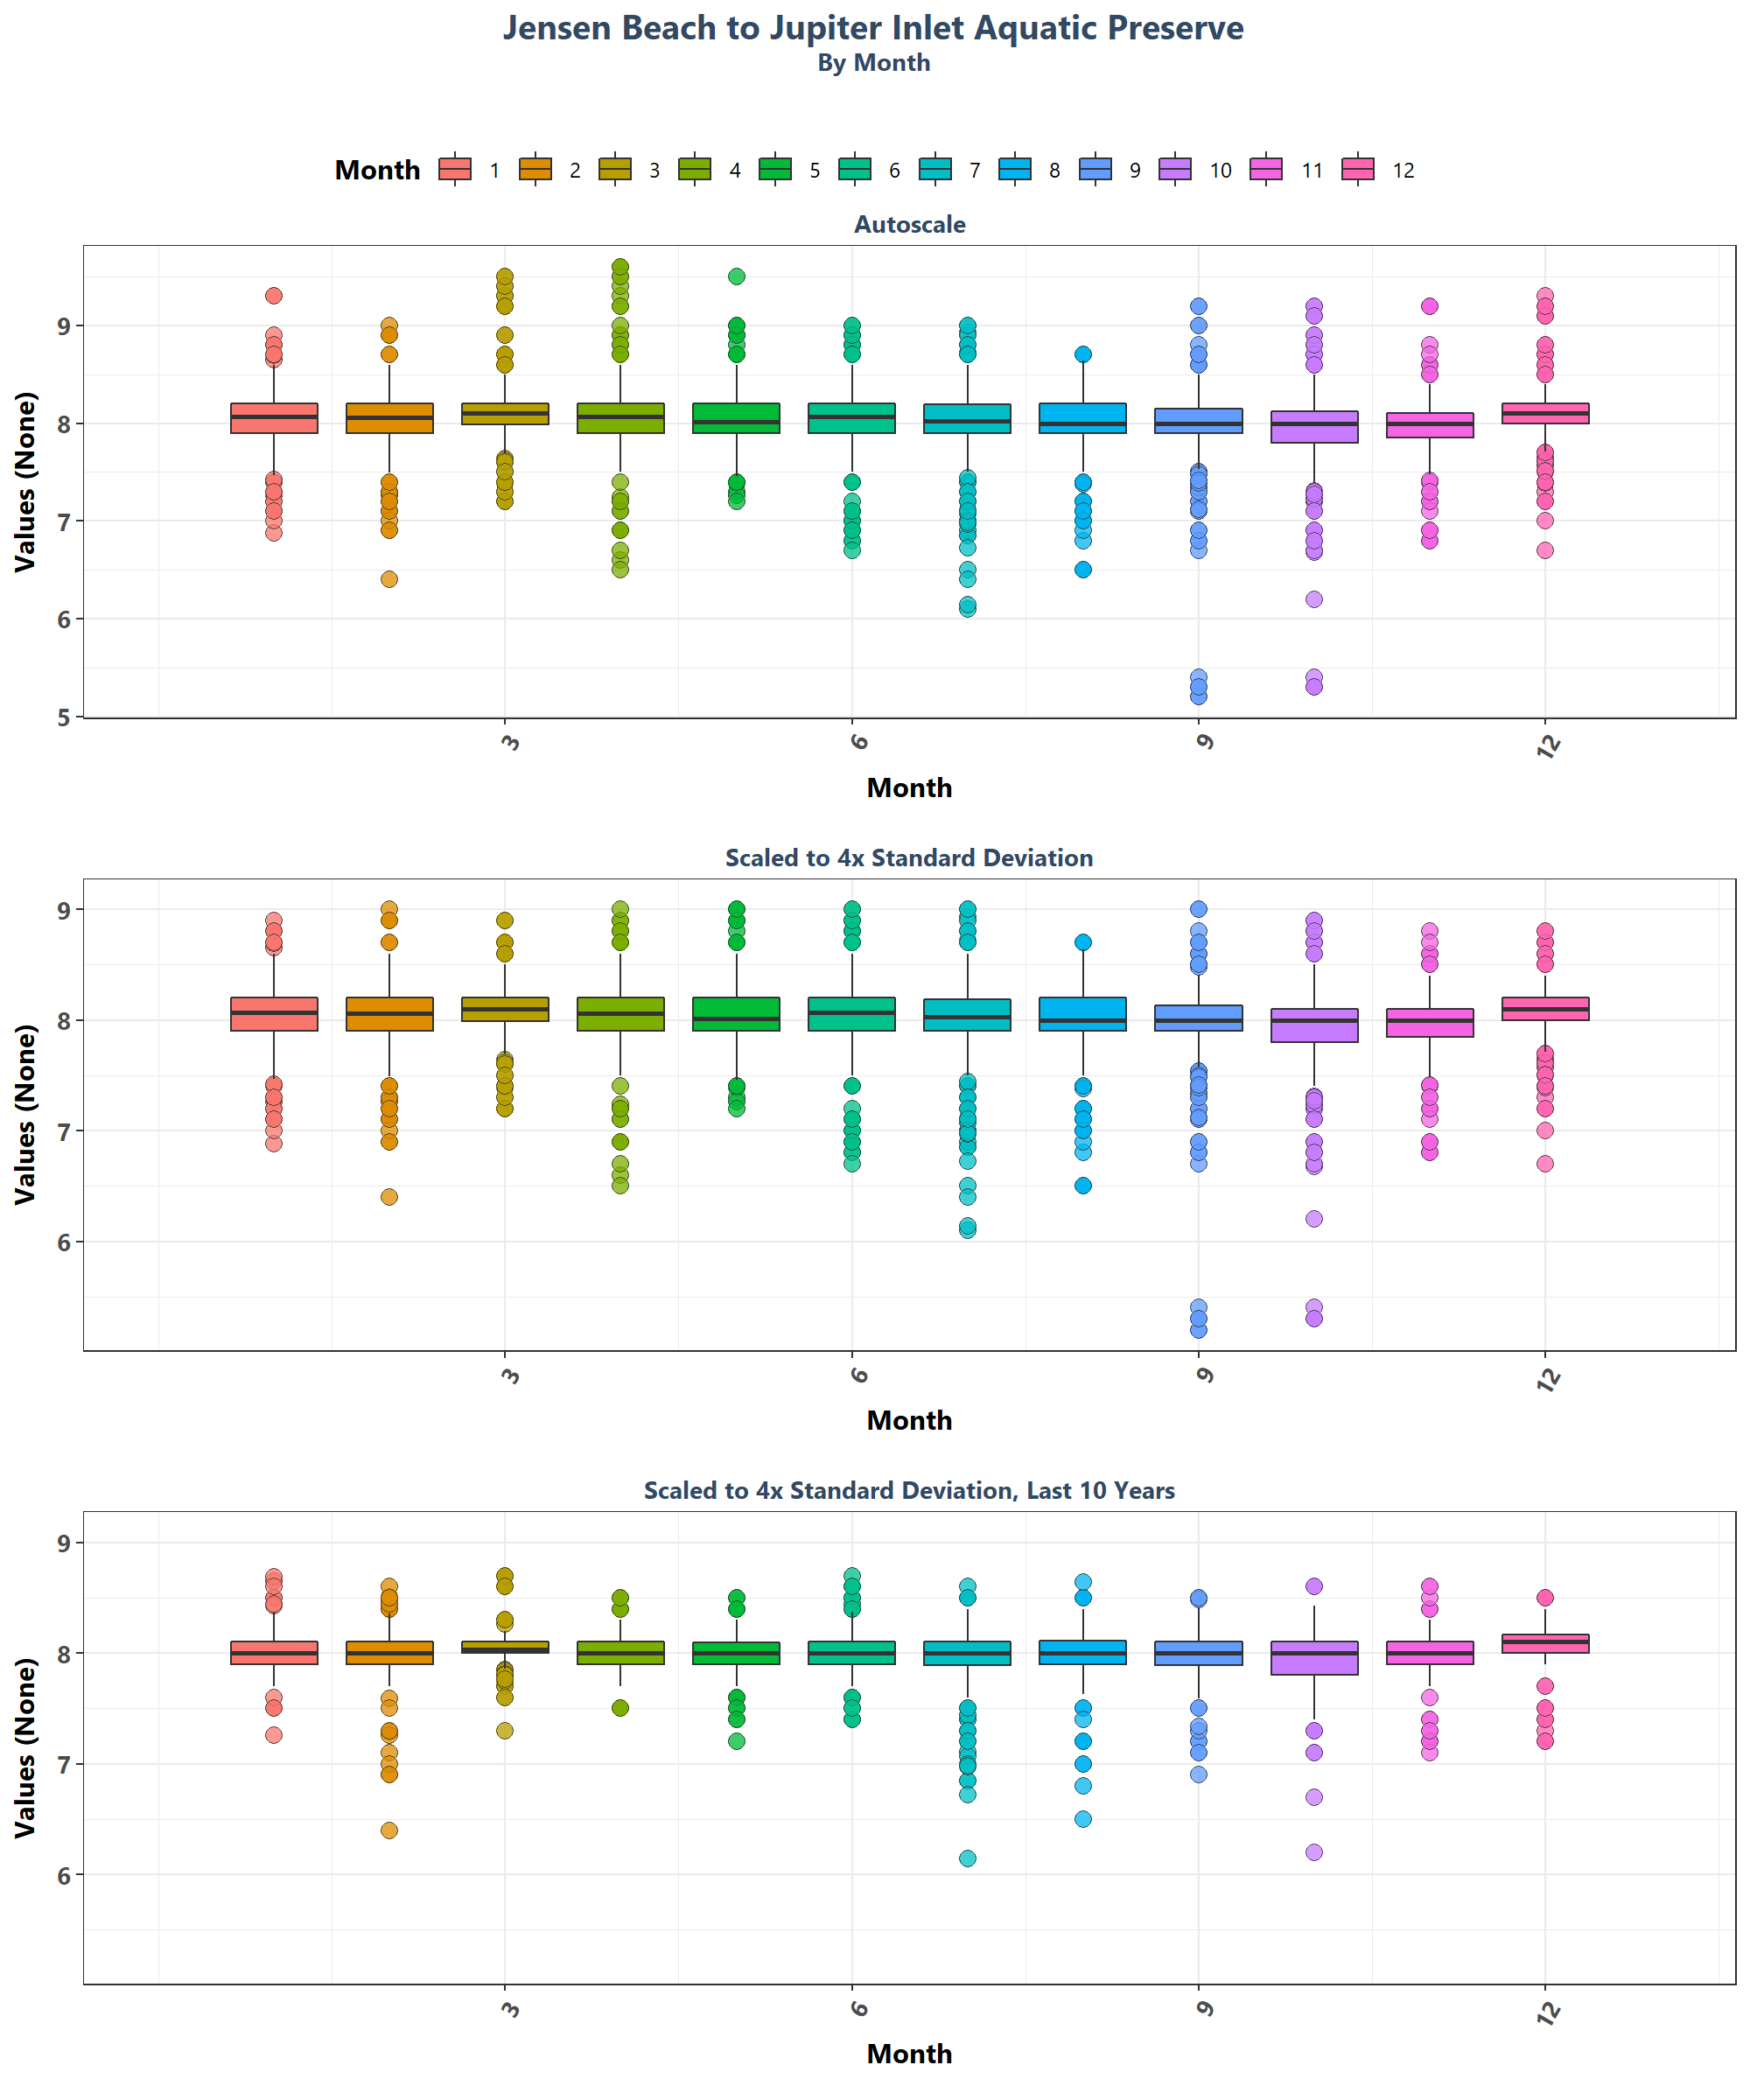 Jensen Beach to Jupiter Inlet Aquatic Preserve
By Month
Month 1 2 3 4 5 6 7 8 9 10 11 12
Autoscale
Values (None)
9
8
7
6
5
3 6 9 12
Month
Scaled to 4x Standard Deviation
Values (None)
9
8
7
6
3 6 9 12
Month
Scaled to 4x Standard Deviation, Last 10 Years
Values (None)
9
8
7
6
3 6 9 12
Month